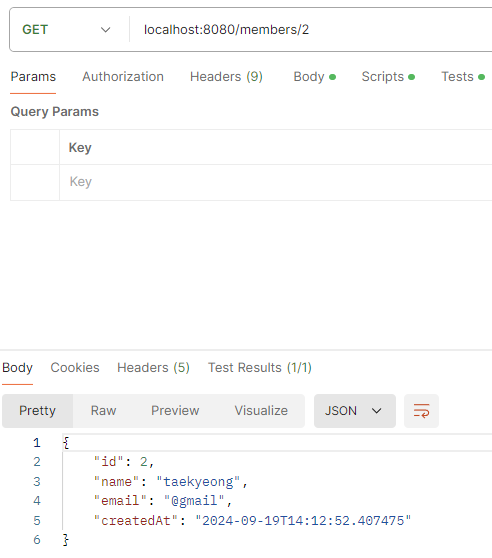 GET localhost:8080/members/2
Params Authorization Headers (9) Body Scripts Tests
Query Params
Key
Key
Body Cookies Headers (5) Test Results (1/1)
Pretty Raw Preview Visualize JSON
1 {
2 "id": 2,
3 "name": "taekyeong",
4 "email": "@gmail",
5 "createdAt": "2024-09-19T14:12:52.407475"
6 }